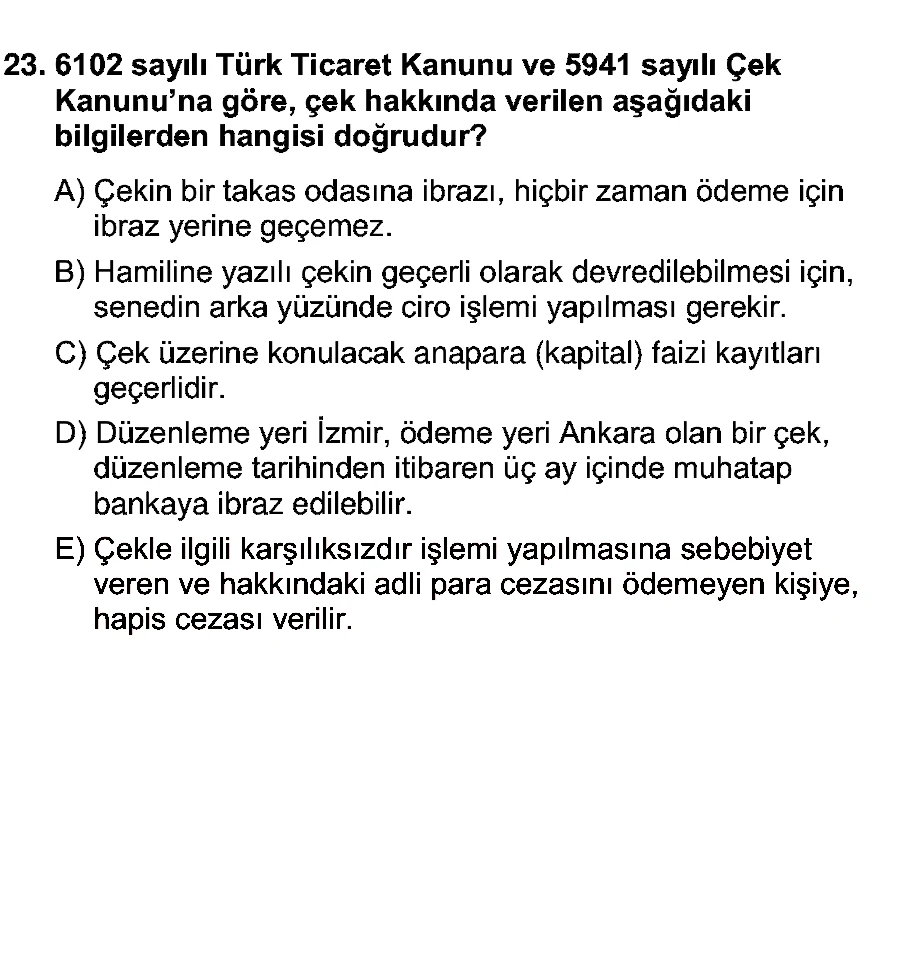 23. 6102 sayılı Türk Ticaret Kanunu ve 5941 sayılı Çek
Kanunu’na göre, çek hakkında verilen aşağıdaki
bilgilerden hangisi doğrudur?
A) Çekin bir takas odasına ibrazı, hiçbir zaman ödeme için
ibraz yerine geçemez.
B) Hamiline yazılı çekin geçerli olarak devredilebilmesi için,
senedin arka yüzünde ciro işlemi yapılması gerekir.
C) Çek üzerine konulacak anapara (kapital) faizi kayıtları
geçerlidir.
D) Düzenleme yeri İzmir, ödeme yeri Ankara olan bir çek,
düzenleme tarihinden itibaren üç ay içinde muhatap
bankaya ibraz edilebilir.
E) Çekle ilgili karşılıksızdır işlemi yapılmasına sebebiyet
veren ve hakkındaki adli para cezasını ödemeyen kişiye,
hapis cezası verilir.